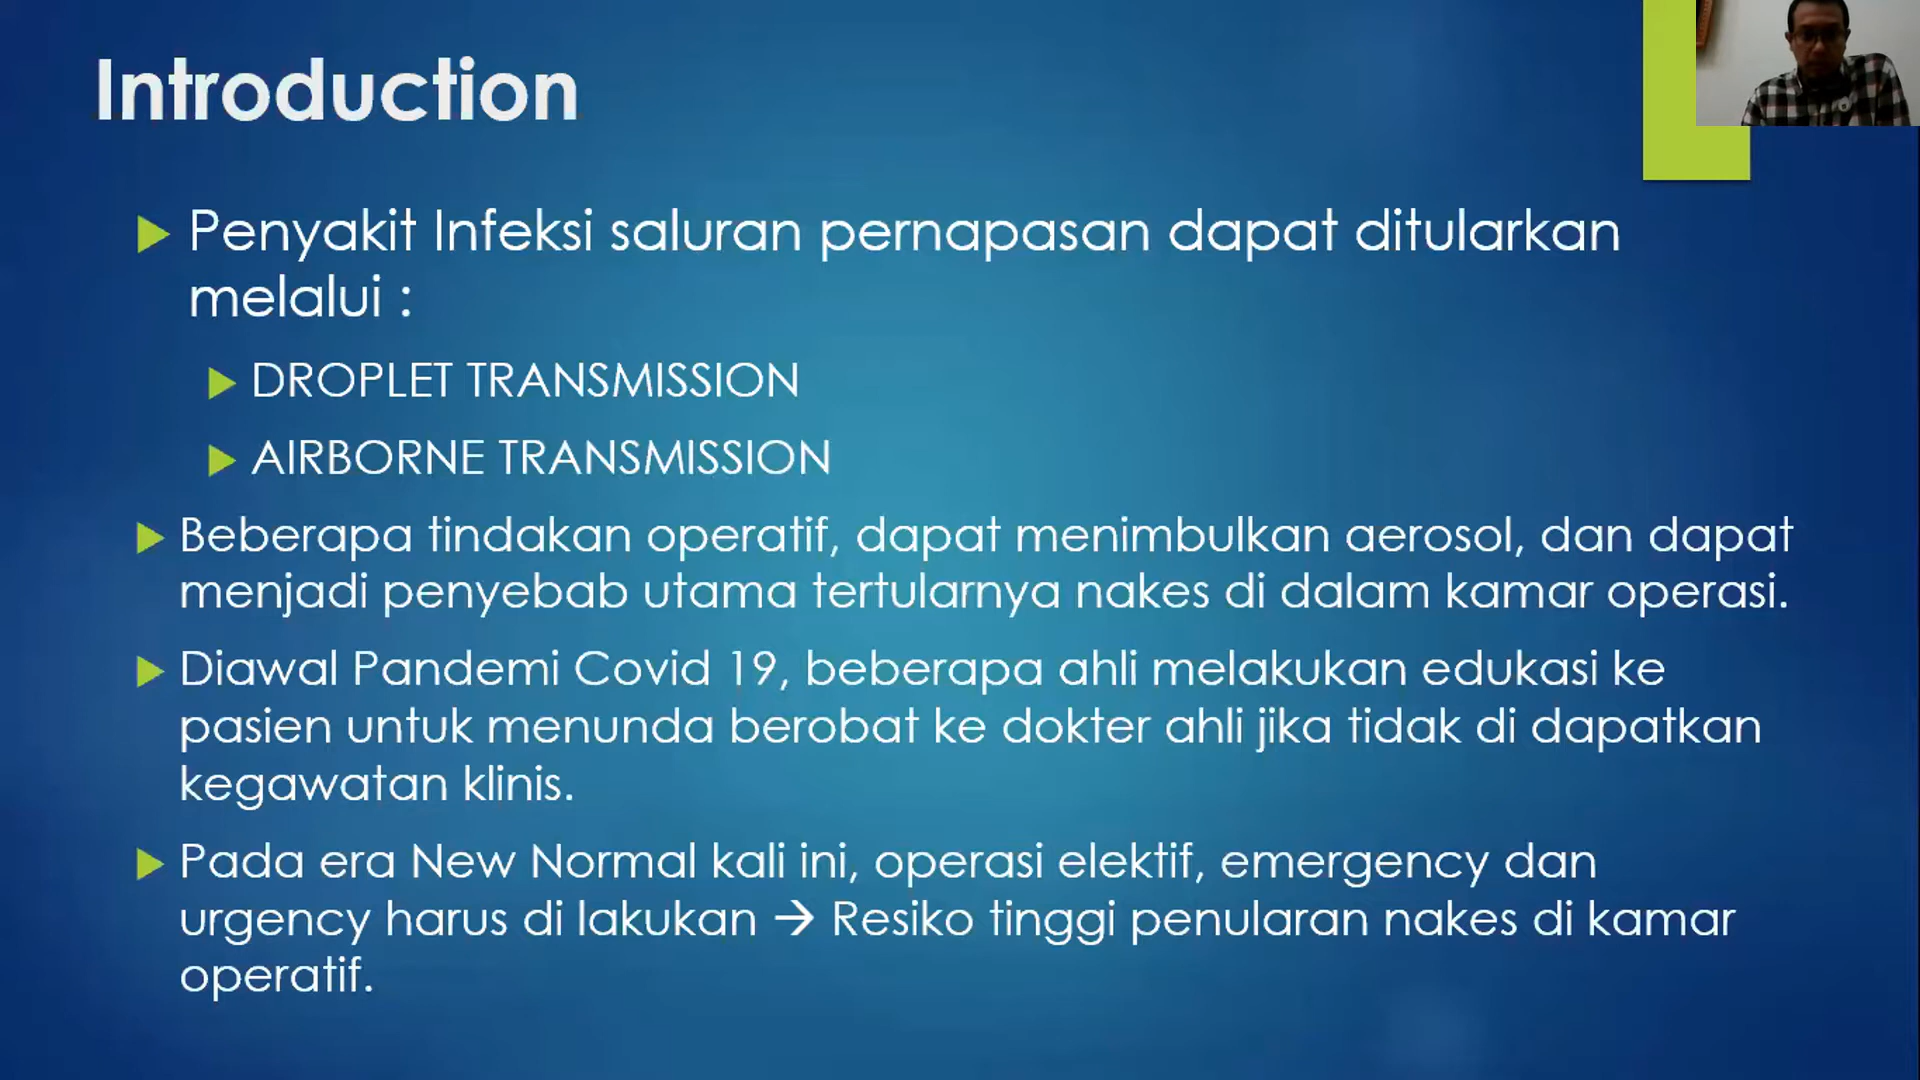 Introduction
Penyakit Infeksi saluran pernapasan dapat ditularkan
melalui :
DROPLET TRANSMISSION
AIRBORNE TRANSMISSION
Beberapa tindakan operatif, dapat menimbulkan aerosol, dan dapat
menjadi penyebab utama tertularnya nakes di dalam kamar operasi.
Diawal Pandemi Covid 19, beberapa ahli melakukan edukasi ke
pasien untuk menunda berobat ke dokter ahli jika tidak di dapatkan
kegawatan klinis.
Pada era New Normal kali ini, operasi elektif, emergency dan
urgency harus di lakukan → Resiko tinggi penularan nakes di kamar
operatif.